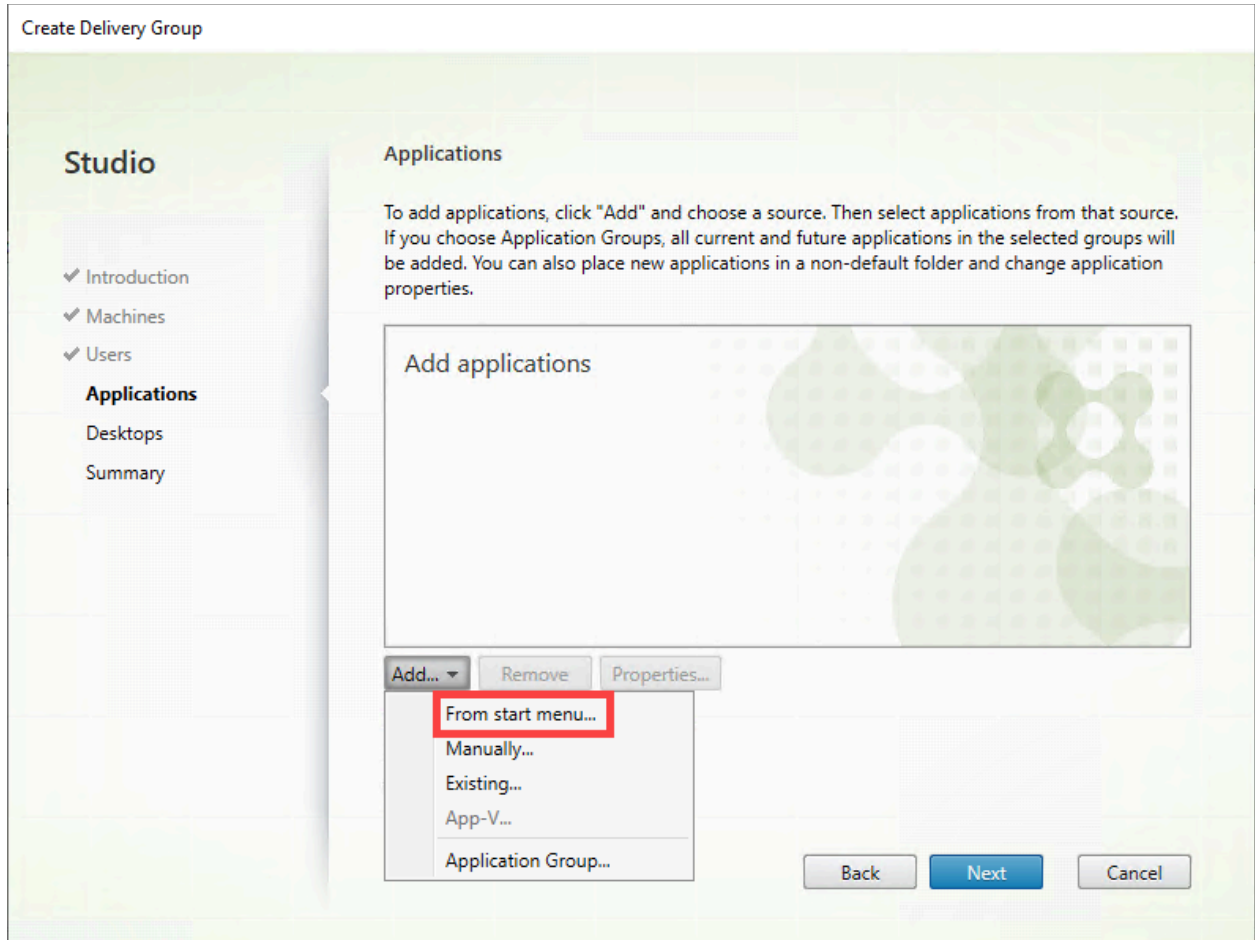 Create Delivery Group
Studio
Introduction
Machines
Users
Applications
Desktops
Summary
Applications
To add applications, click "Add" and choose a source. Then select applications from that source.
If you choose Application Groups, all current and future applications in the selected groups will
be added. You can also place new applications in a non-default folder and change application
properties.
Add applications
Add... Remove Properties...
From start menu...
Manually...
Existing...
App-V...
Application Group...
Back Next Cancel